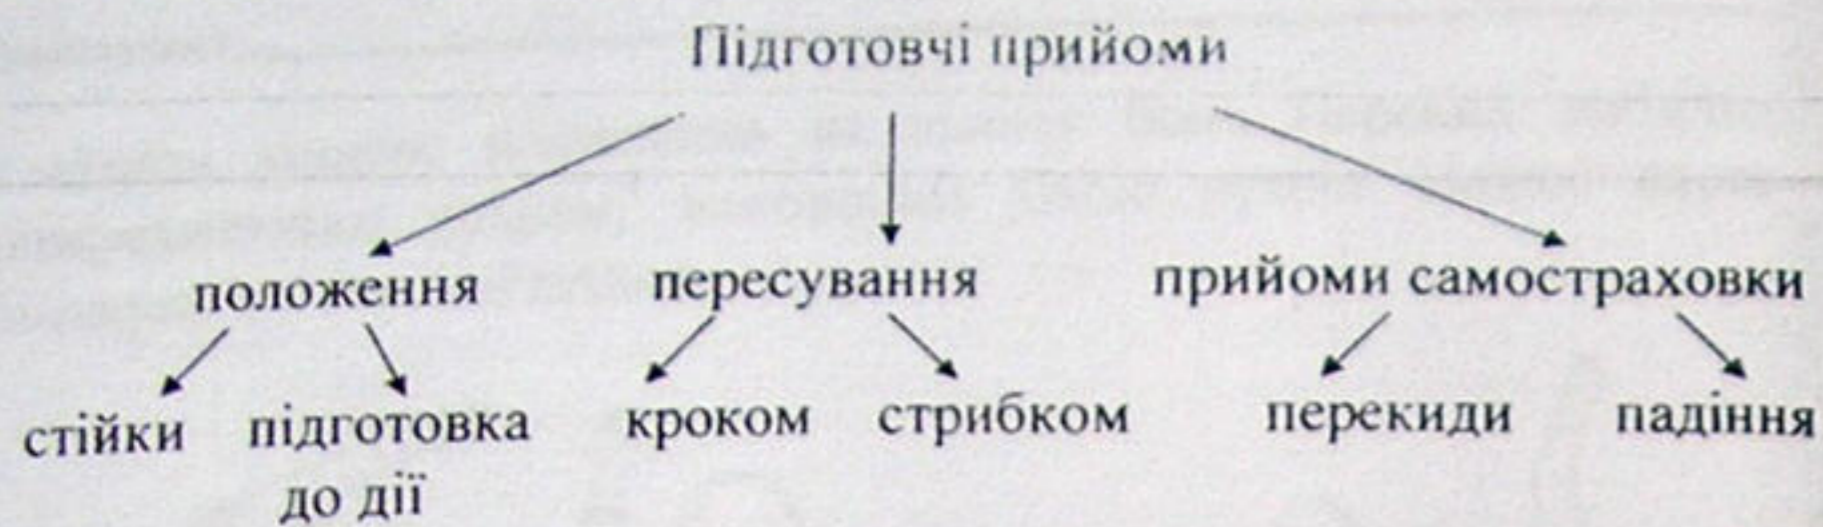 Підготовчі прийоми
положення пересування прийоми самостраховки
стійки підготовка кроком стрибком перекиди падіння
до дії